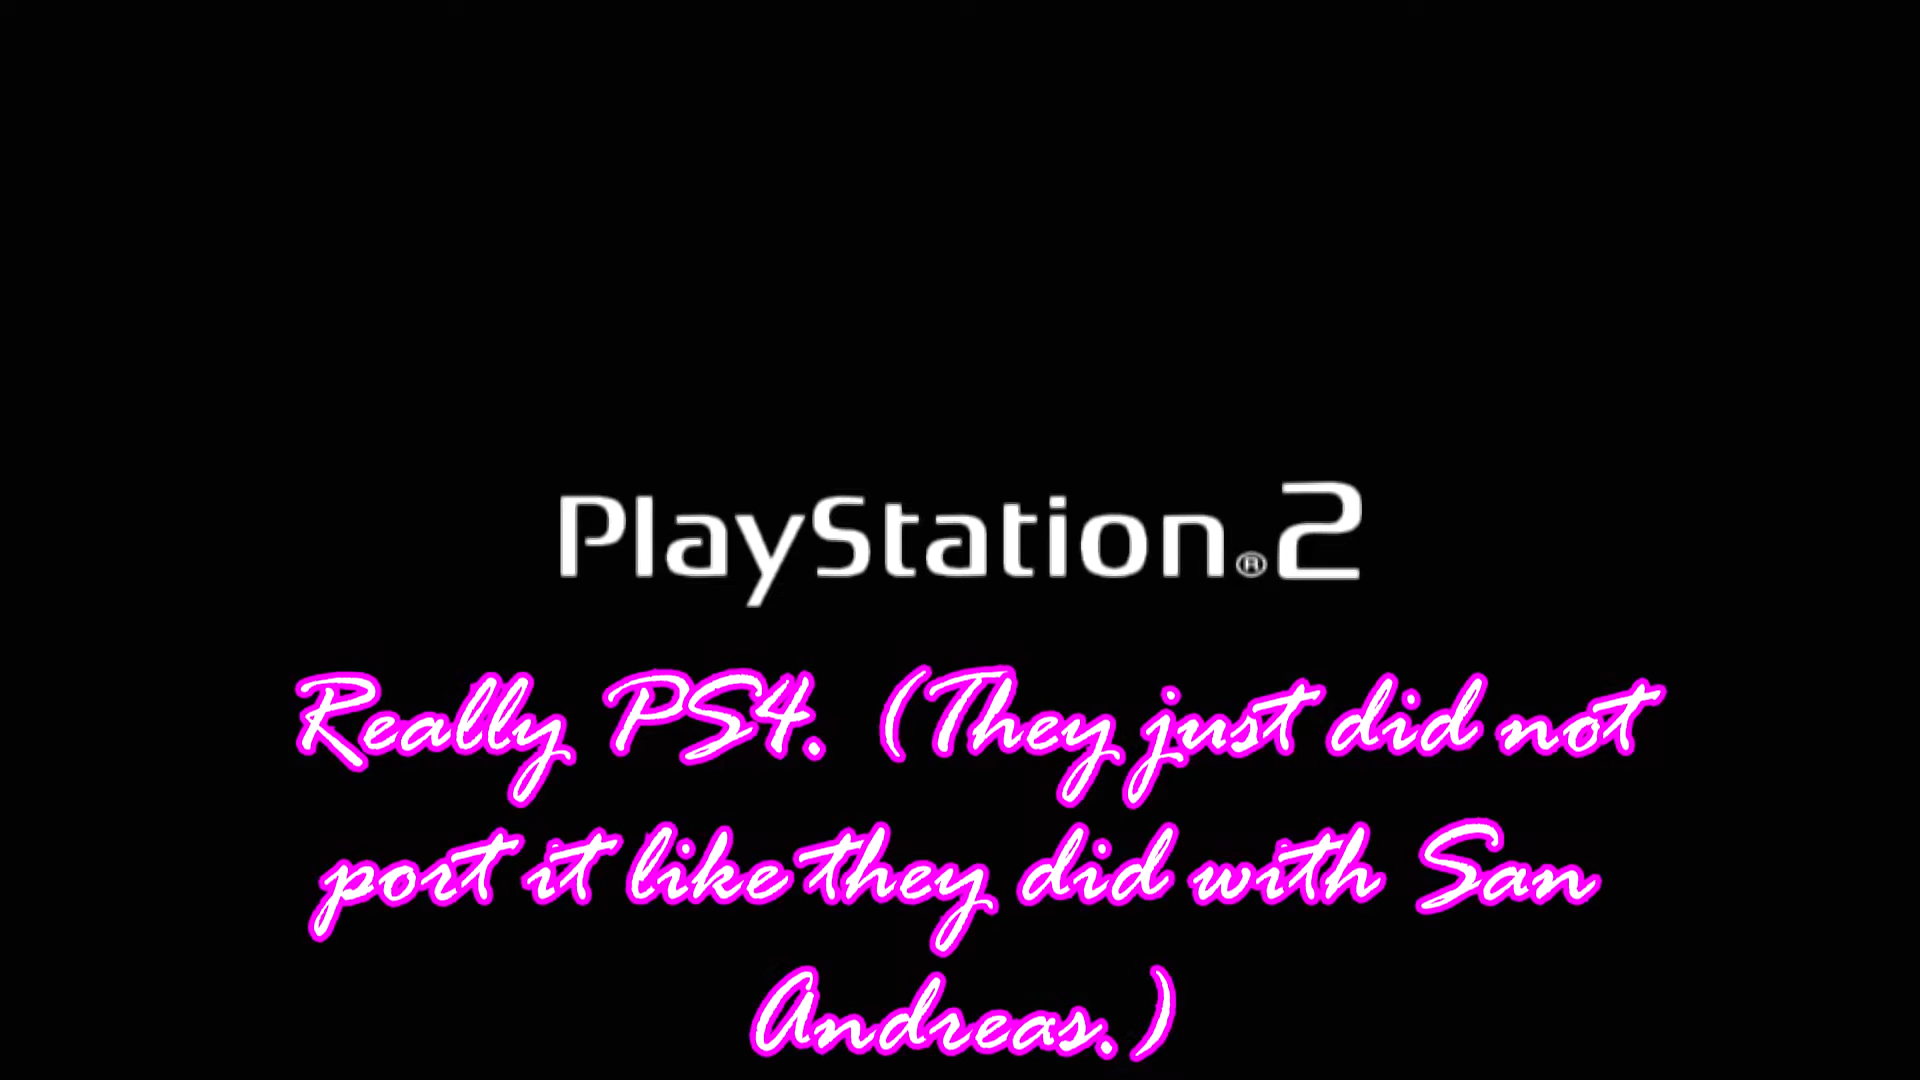 PlayStation®2
Really PS4. (They just did not
port it like they did with San
Andreas.)